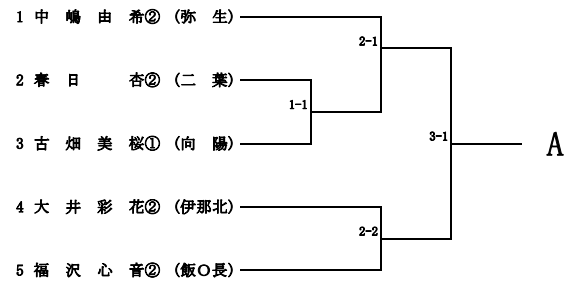 1 中 嶋 由 希② (弥 生)
2-1
2 春 日 杏② (二 葉)
1-1
3 古 畑 美 桜① (向 陽)
3-1
A
4 大 井 彩 花② (伊那北)
2-2
5 福 沢 心 音② (飯O長)